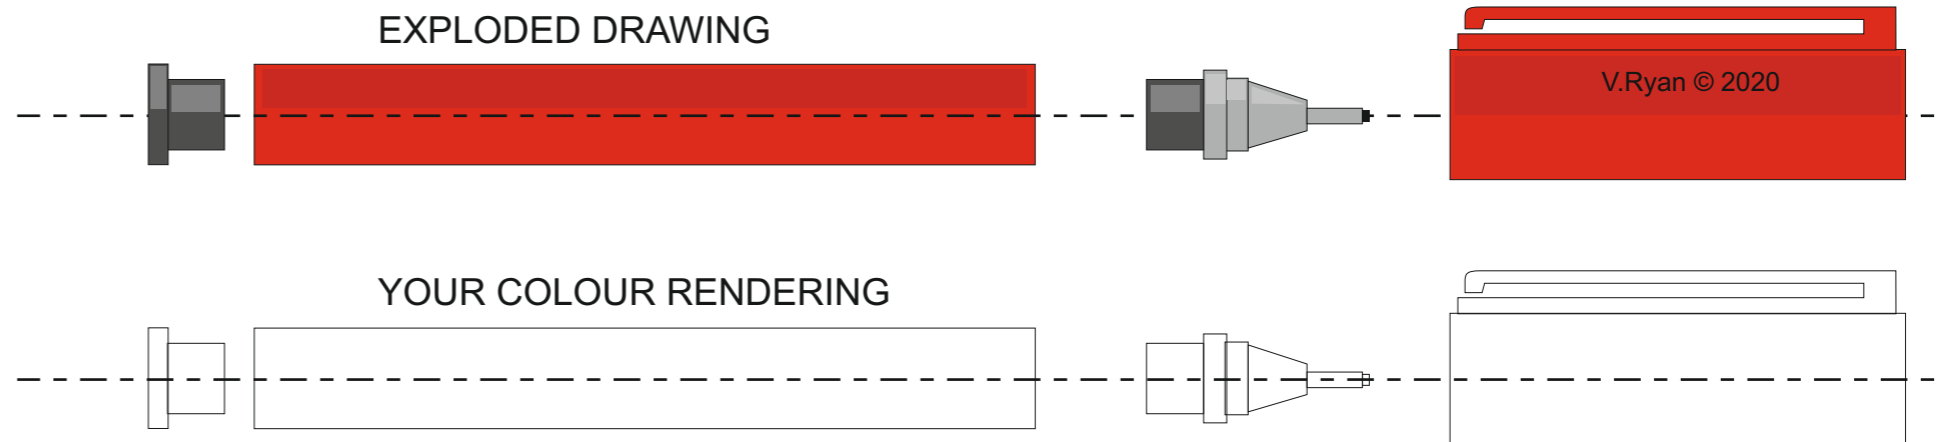 EXPLODED DRAWING
V.Ryan © 2020
YOUR COLOUR RENDERING